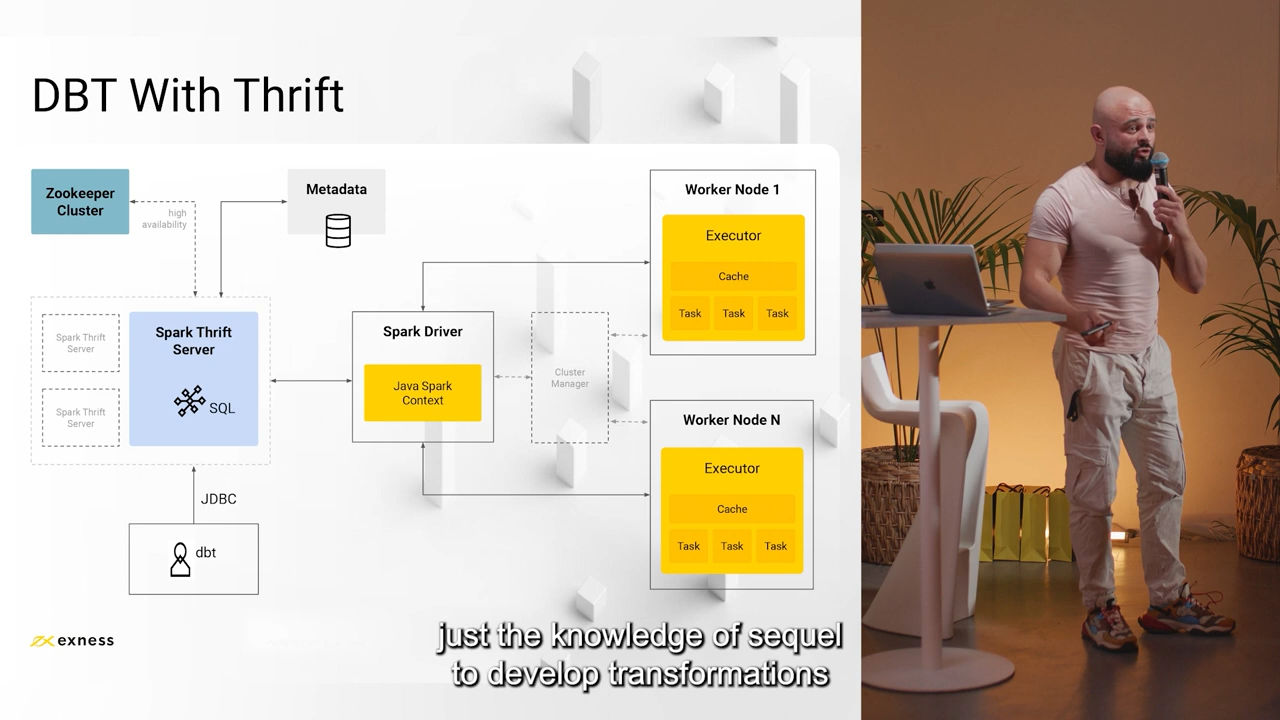 DBT With Thrift
Zookeeper
Cluster
high
availability
Metadata
Spark Thrift
Server
Spark Thrift
Server
Spark Thrift
Server
SQL
JDBC
dbt
Spark Driver
Java Spark
Context
Cluster
Manager
Worker Node 1
Executor
Cache
Task Task Task
Worker Node N
Executor
Cache
Task Task Task
exness
just the knowledge of sequel
to develop transformations